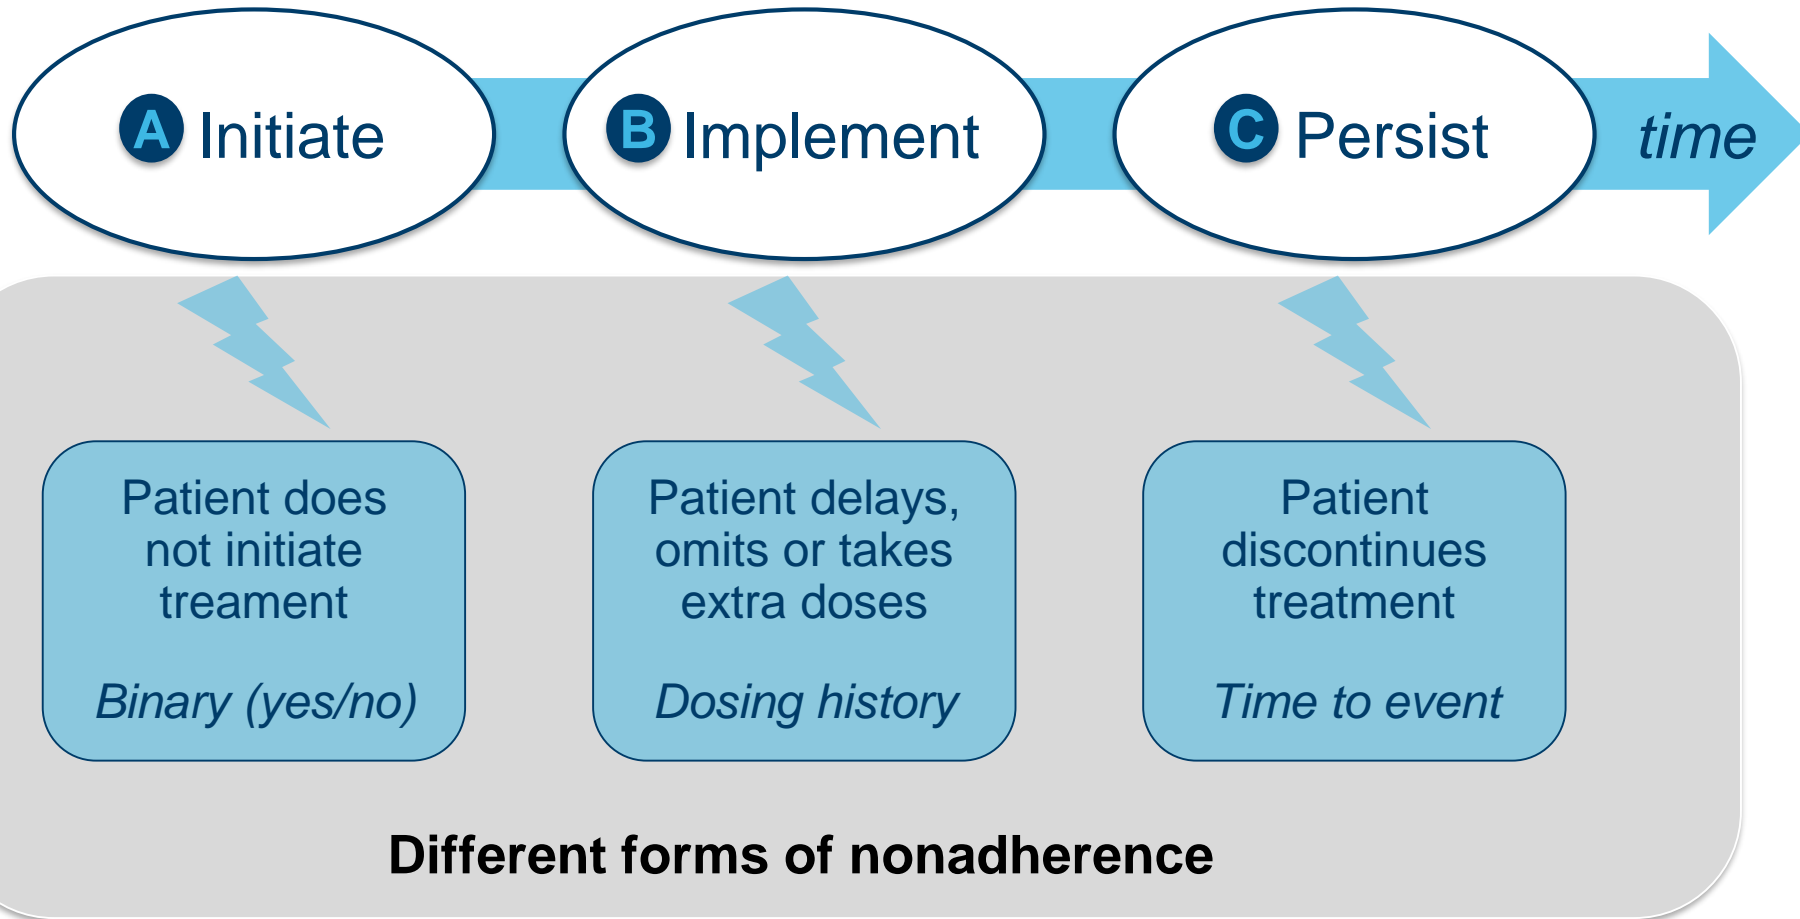 A Initiate
B Implement
C Persist
time
Patient does
not initiate
treament
Binary (yes/no)
Patient delays,
omits or takes
extra doses
Dosing history
Patient
discontinues
treatment
Time to event
Different forms of nonadherence